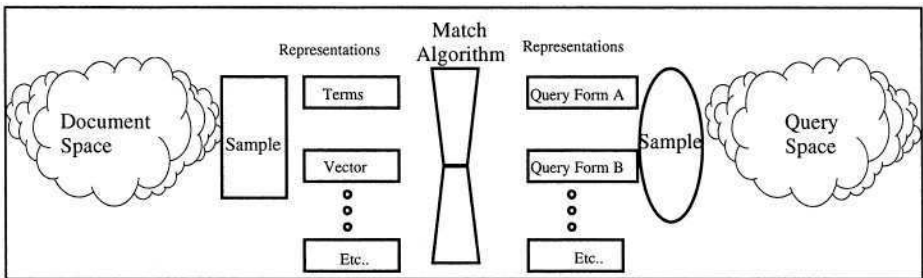 Representations
Match
Algorithm
Representations
Document
Space
Sample
Terms
Vector
Etc..
Query Form A
Query Form B
Etc..
Sample
Query
Space